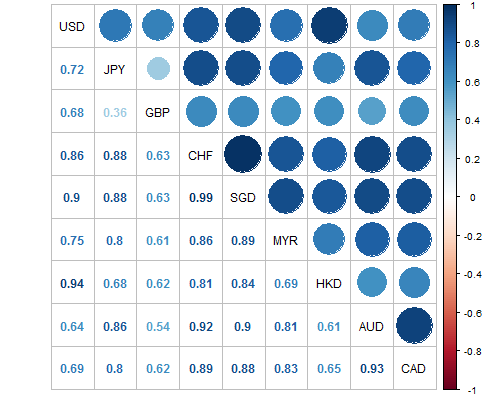 USD
0.72 JPY
0.68 0.36 GBP
0.86 0.88 0.63 CHF
0.9 0.88 0.63 0.99 SGD
0.75 0.8 0.61 0.86 0.89 MYR
0.94 0.68 0.62 0.81 0.84 0.69 HKD
0.64 0.86 0.54 0.92 0.9 0.81 0.61 AUD
0.69 0.8 0.62 0.89 0.88 0.83 0.65 0.93 CAD
1
0.8
0.6
0.4
0.2
0
-0.2
-0.4
-0.6
-0.8
-1